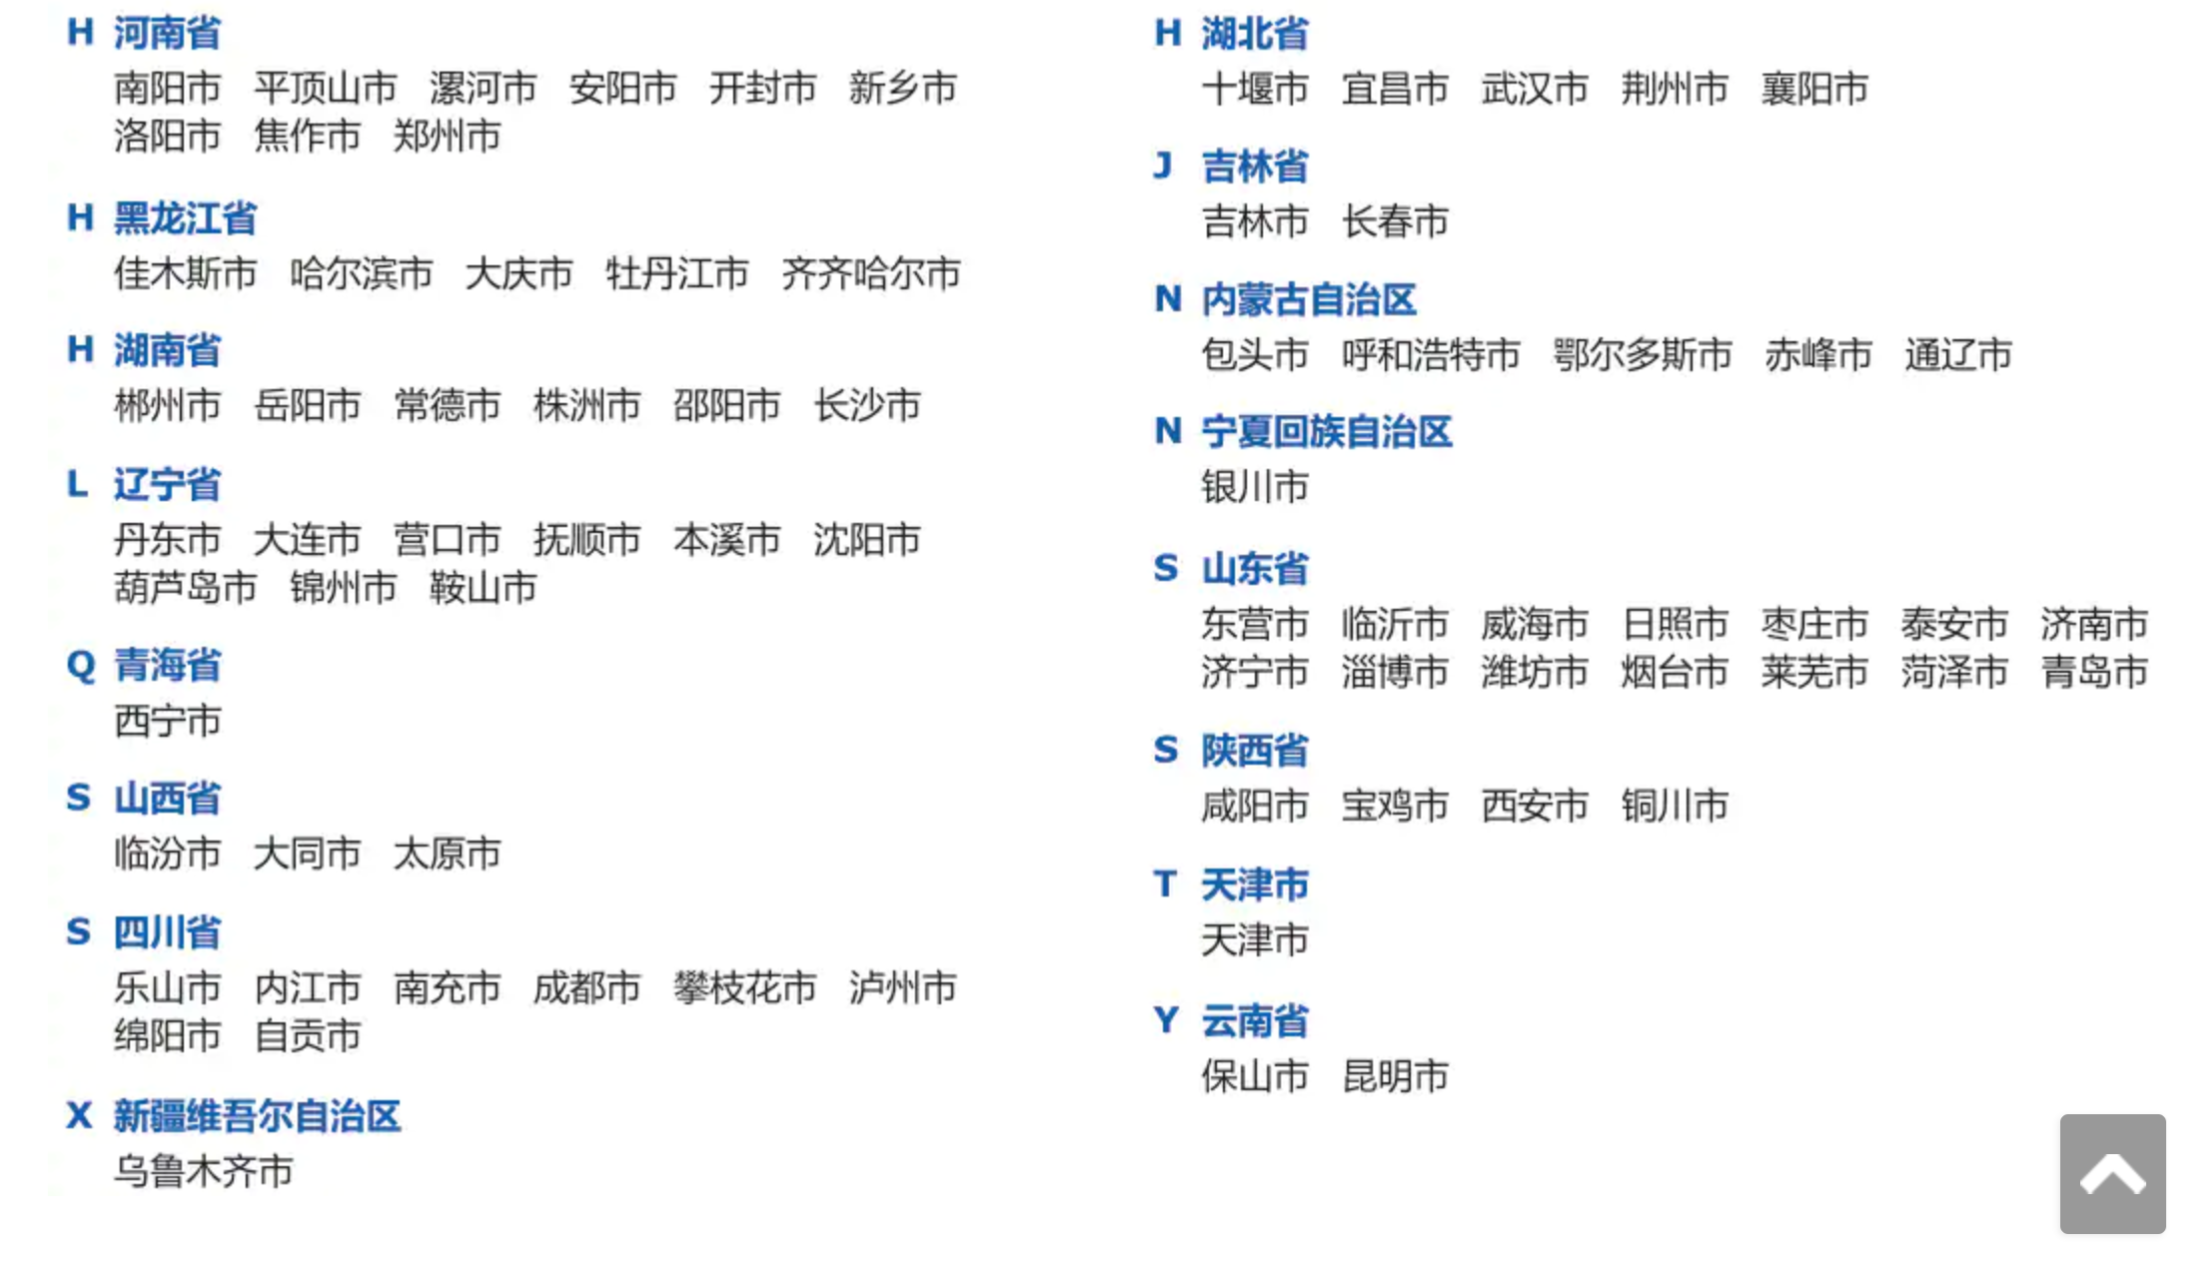 H 河南省
南阳市 平顶山市 漯河市 安阳市 开封市 新乡市
洛阳市 焦作市 郑州市
H 黑龙江省
佳木斯市 哈尔滨市 大庆市 牡丹江市 齐齐哈尔市
H 湖南省
郴州市 岳阳市 常德市 株洲市 邵阳市 长沙市
L 辽宁省
丹东市 大连市 营口市 抚顺市 本溪市 沈阳市
葫芦岛市 锦州市 鞍山市
Q 青海省
西宁市
S 山西省
临汾市 大同市 太原市
S 四川省
乐山市 内江市 南充市 成都市 攀枝花市 泸州市
绵阳市 自贡市
X 新疆维吾尔自治区
乌鲁木齐市
H 湖北省
十堰市 宜昌市 武汉市 荆州市 襄阳市
J 吉林省
吉林市 长春市
N 内蒙古自治区
包头市 呼和浩特市 鄂尔多斯市 赤峰市 通辽市
N 宁夏回族自治区
银川市
S 山东省
东营市 临沂市 威海市 日照市 枣庄市 泰安市 济南市
济宁市 淄博市 潍坊市 烟台市 莱芜市 菏泽市 青岛市
S 陕西省
咸阳市 宝鸡市 西安市 铜川市
T 天津市
天津市
Y 云南省
保山市 昆明市